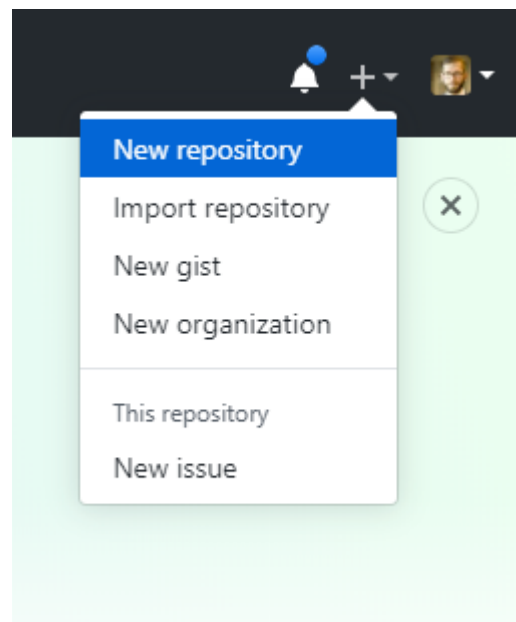 New repository
Import repository
New gist
New organization
This repository
New issue